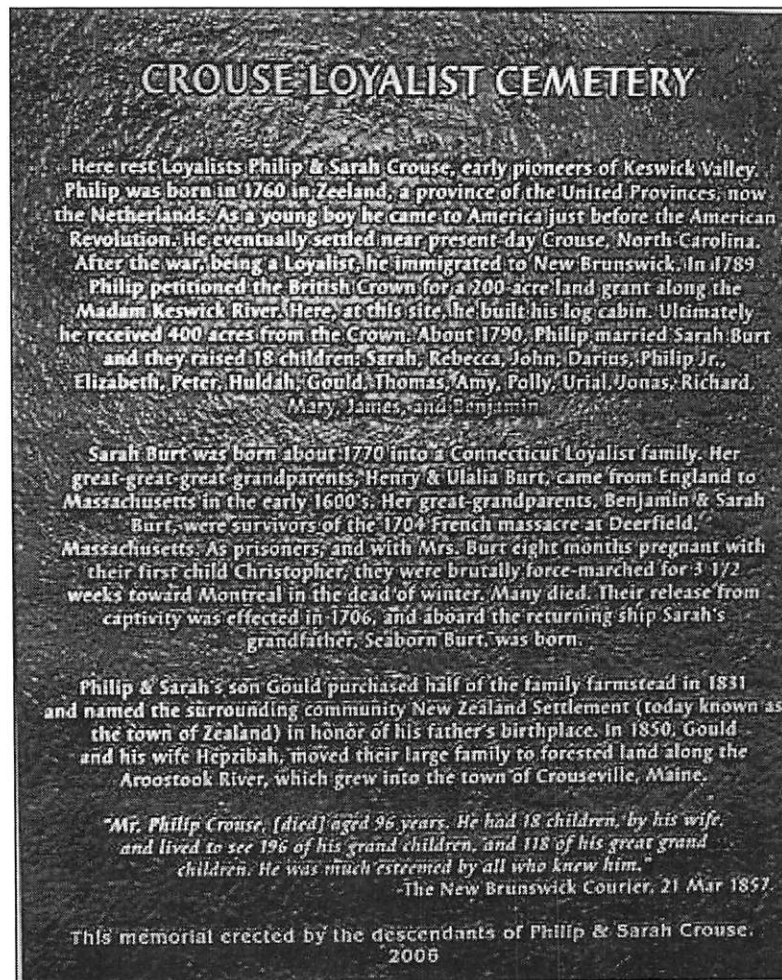 CROUSE LOYALIST CEMETERY
Here rest Loyalists Philip & Sarah Crouse, early pioneers of Keswick Valley.
Philip was born in 1760 in Zeeland, a province of the United Provinces, now
the Netherlands. As a young boy he came to America just before the American
Revolution. He eventually settled near present-day Crouse, North Carolina.
After the war, being a Loyalist, he immigrated to New Brunswick. In 1789
Philip petitioned the British Crown for a 200-acre land grant along the
Madam Keswick River. Here, at this site, he built his log cabin. Ultimately
he received 400 acres from the Crown. About 1790, Philip married Sarah Burt
and they raised 18 children: Sarah, Rebecca, John, Darius, Philip Jr.,
Elizabeth, Peter, Huldah, Gould, Thomas, Amy, Polly, Urial, Jonas, Richard,
Mary, James, and Benjamin
Sarah Burt was born about 1770 into a Connecticut Loyalist family. Her
great-great-great-grandparents, Henry & Ulalia Burt, came from England to
Massachusetts in the early 1600's. Her great-grandparents, Benjamin & Sarah
Burt, were survivors of the 1704 French massacre at Deerfield,
Massachusetts. As prisoners, and with Mrs. Burt eight months pregnant with
their first child Christopher, they were brutally force-marched for 3 1/2
weeks toward Montreal in the dead of winter. Many died. Their release from
captivity was effected in 1706, and aboard the returning ship Sarah's
grandfather, Seaborn Burt, was born.
Philip & Sarah's son Gould purchased half of the family farmstead in 1831
and named the surrounding community New Zealand Settlement (today known as
the town of Zealand) in honor of his father's birthplace. In 1850, Gould
and his wife Hepzibah, moved their large family to forested land along the
Aroostook River, which grew into the town of Crouseville, Maine.
"Mr. Philip Crouse, [died] aged 96 years. He had 18 children, by his wife,
and lived to see 196 of his grand children, and 118 of his great grand
children. He was much esteemed by all who knew him."
-The New Brunswick Courier, 21 Mar 1857
This memorial erected by the descendants of Philip & Sarah Crouse.
2006